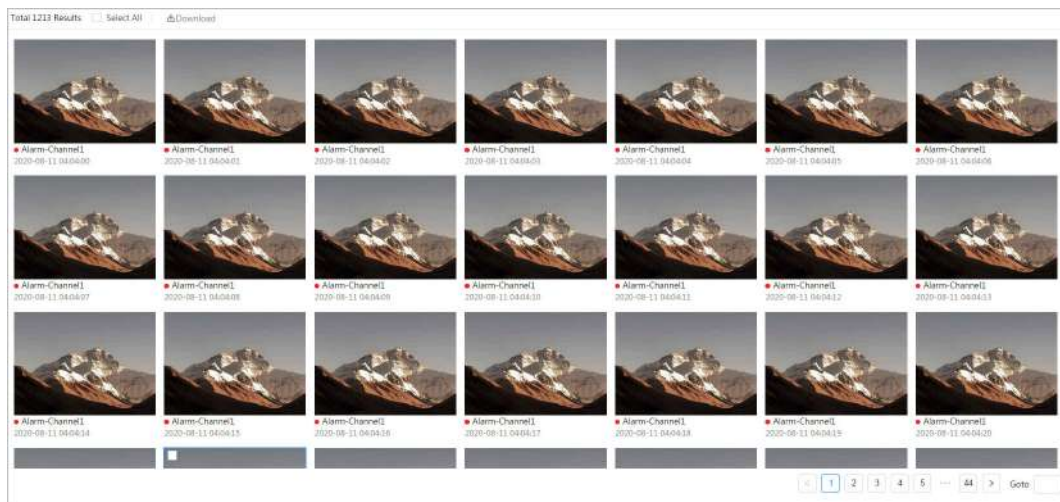 Total 1213 Results Select All Download
Alarm-Channel1 Alarm-Channel1 Alarm-Channel1 Alarm-Channel1 Alarm-Channel1 Alarm-Channel1 Alarm-Channel1
2020-08-11 04:04:00 2020-08-11 04:04:01 2020-08-11 04:04:02 2020-08-11 04:04:03 2020-08-11 04:04:04 2020-08-11 04:04:05 2020-08-11 04:04:06
Alarm-Channel1 Alarm-Channel1 Alarm-Channel1 Alarm-Channel1 Alarm-Channel1 Alarm-Channel1 Alarm-Channel1
2020-08-11 04:04:07 2020-08-11 04:04:08 2020-08-11 04:04:09 2020-08-11 04:04:10 2020-08-11 04:04:11 2020-08-11 04:04:12 2020-08-11 04:04:13
Alarm-Channel1 Alarm-Channel1 Alarm-Channel1 Alarm-Channel1 Alarm-Channel1 Alarm-Channel1 Alarm-Channel1
2020-08-11 04:04:14 2020-08-11 04:04:15 2020-08-11 04:04:16 2020-08-11 04:04:17 2020-08-11 04:04:18 2020-08-11 04:04:19 2020-08-11 04:04:20
< 1 2 3 4 5 ··· 44 > Goto